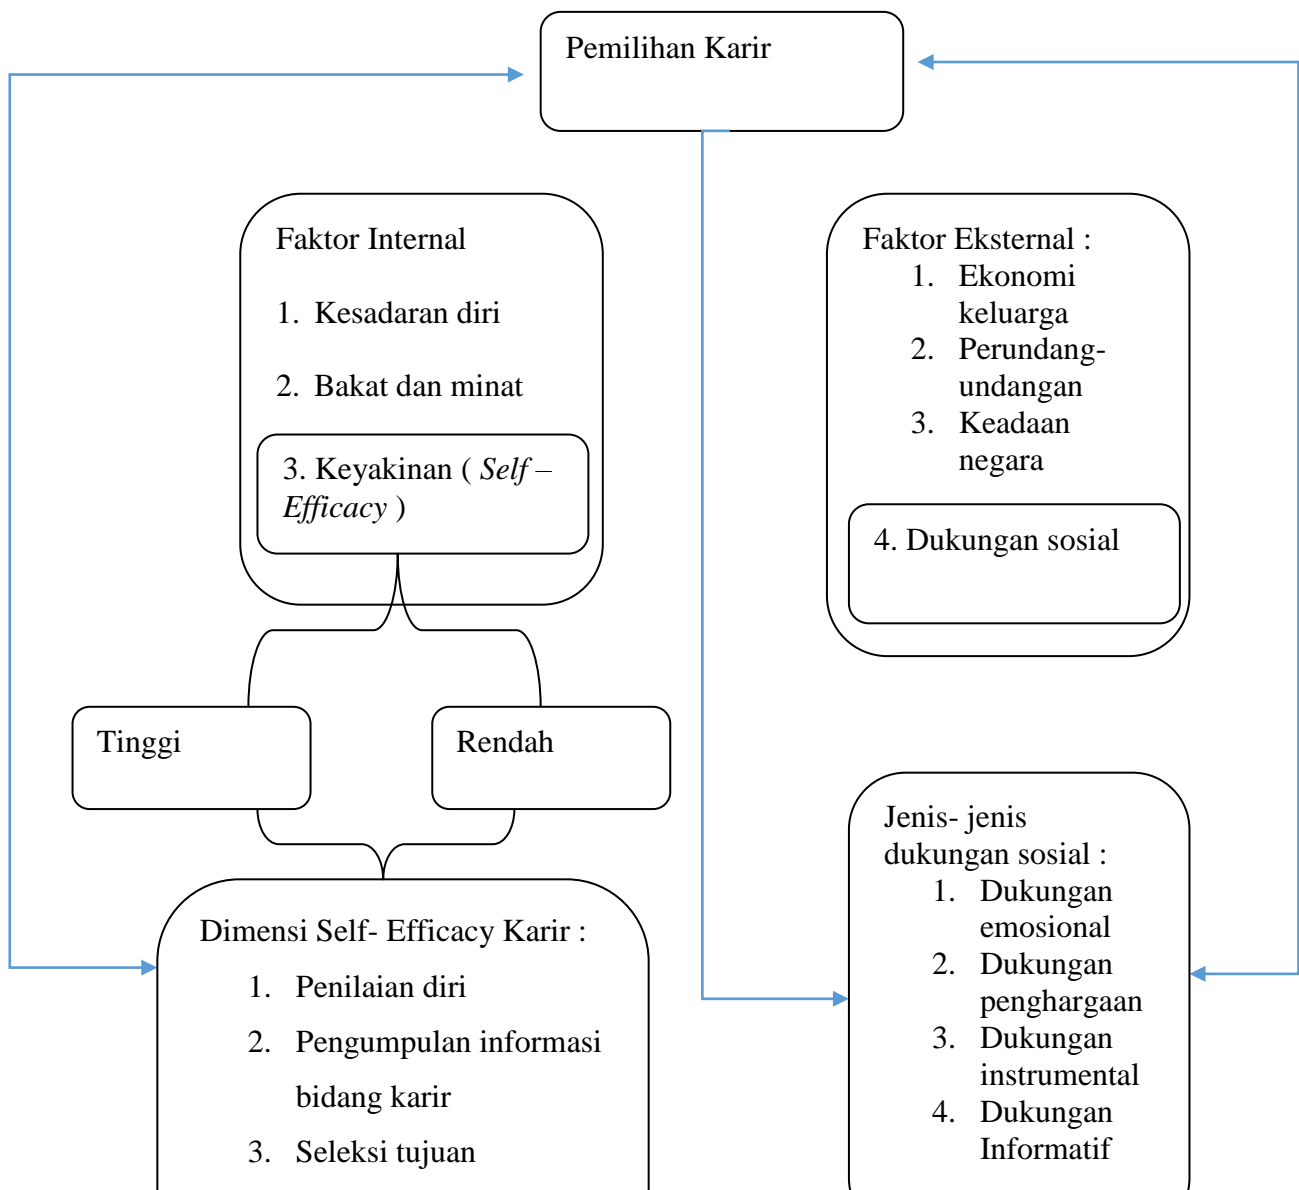 Pemilihan Karir
Faktor Internal
1. Kesadaran diri
2. Bakat dan minat
3. Keyakinan ( Self –
Efficacy )
Faktor Eksternal :
1. Ekonomi
keluarga
2. Perundang-
undangan
3. Keadaan
negara
4. Dukungan sosial
Tinggi
Rendah
Dimensi Self- Efficacy Karir :
1. Penilaian diri
2. Pengumpulan informasi
bidang karir
3. Seleksi tujuan
Jenis- jenis
dukungan sosial :
1. Dukungan
emosional
2. Dukungan
penghargaan
3. Dukungan
instrumental
4. Dukungan
Informatif